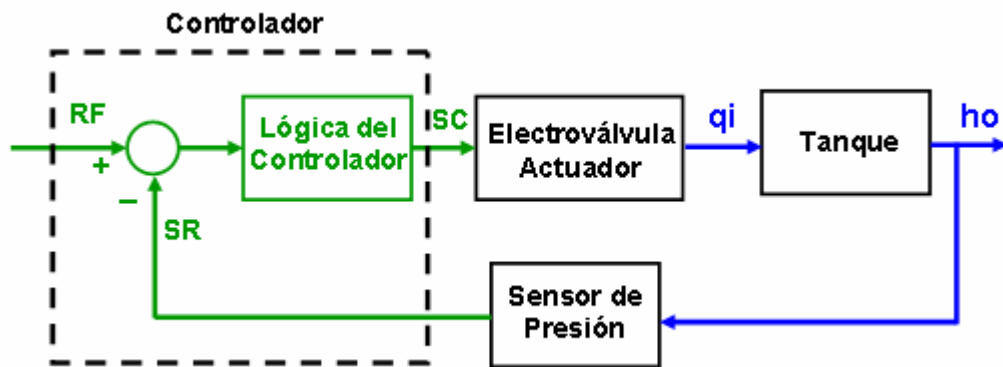 Controlador
RF
+
−
SR
Lógica del
Controlador
SC
Electroválvula
Actuador
qi
Tanque
ho
Sensor de
Presión